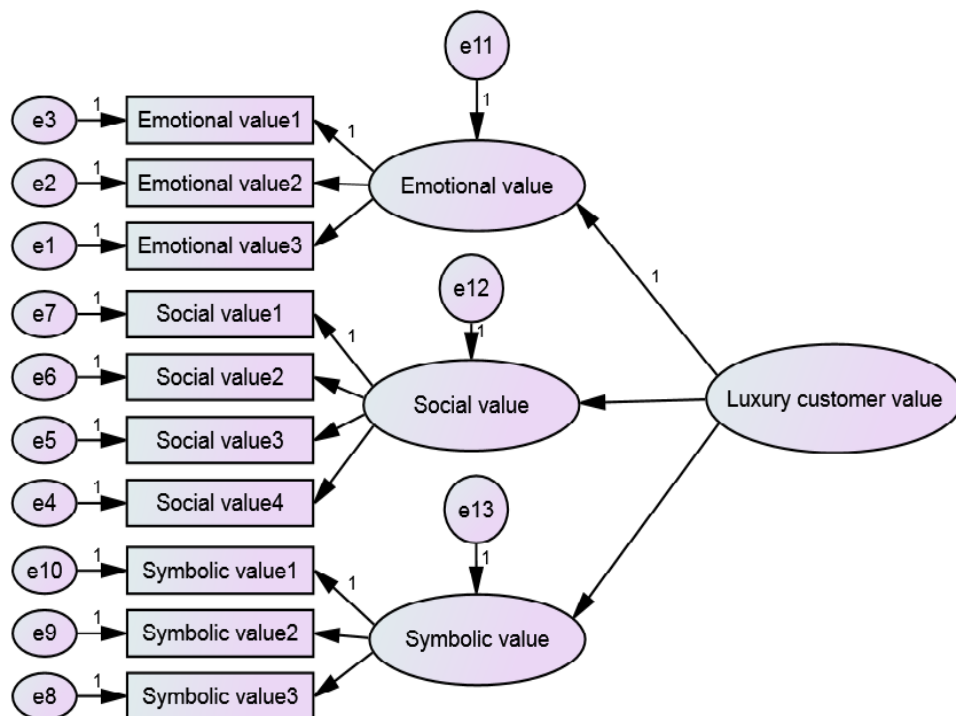 e11
1
e3
1
Emotional value1
1
e2
1
Emotional value2
Emotional value
e1
1
Emotional value3
1
e12
1
e7
1
Social value1
1
e6
1
Social value2
Social value
Luxury customer value
e5
1
Social value3
e4
1
Social value4
e13
1
e10
1
Symbolic value1
1
e9
1
Symbolic value2
Symbolic value
e8
1
Symbolic value3